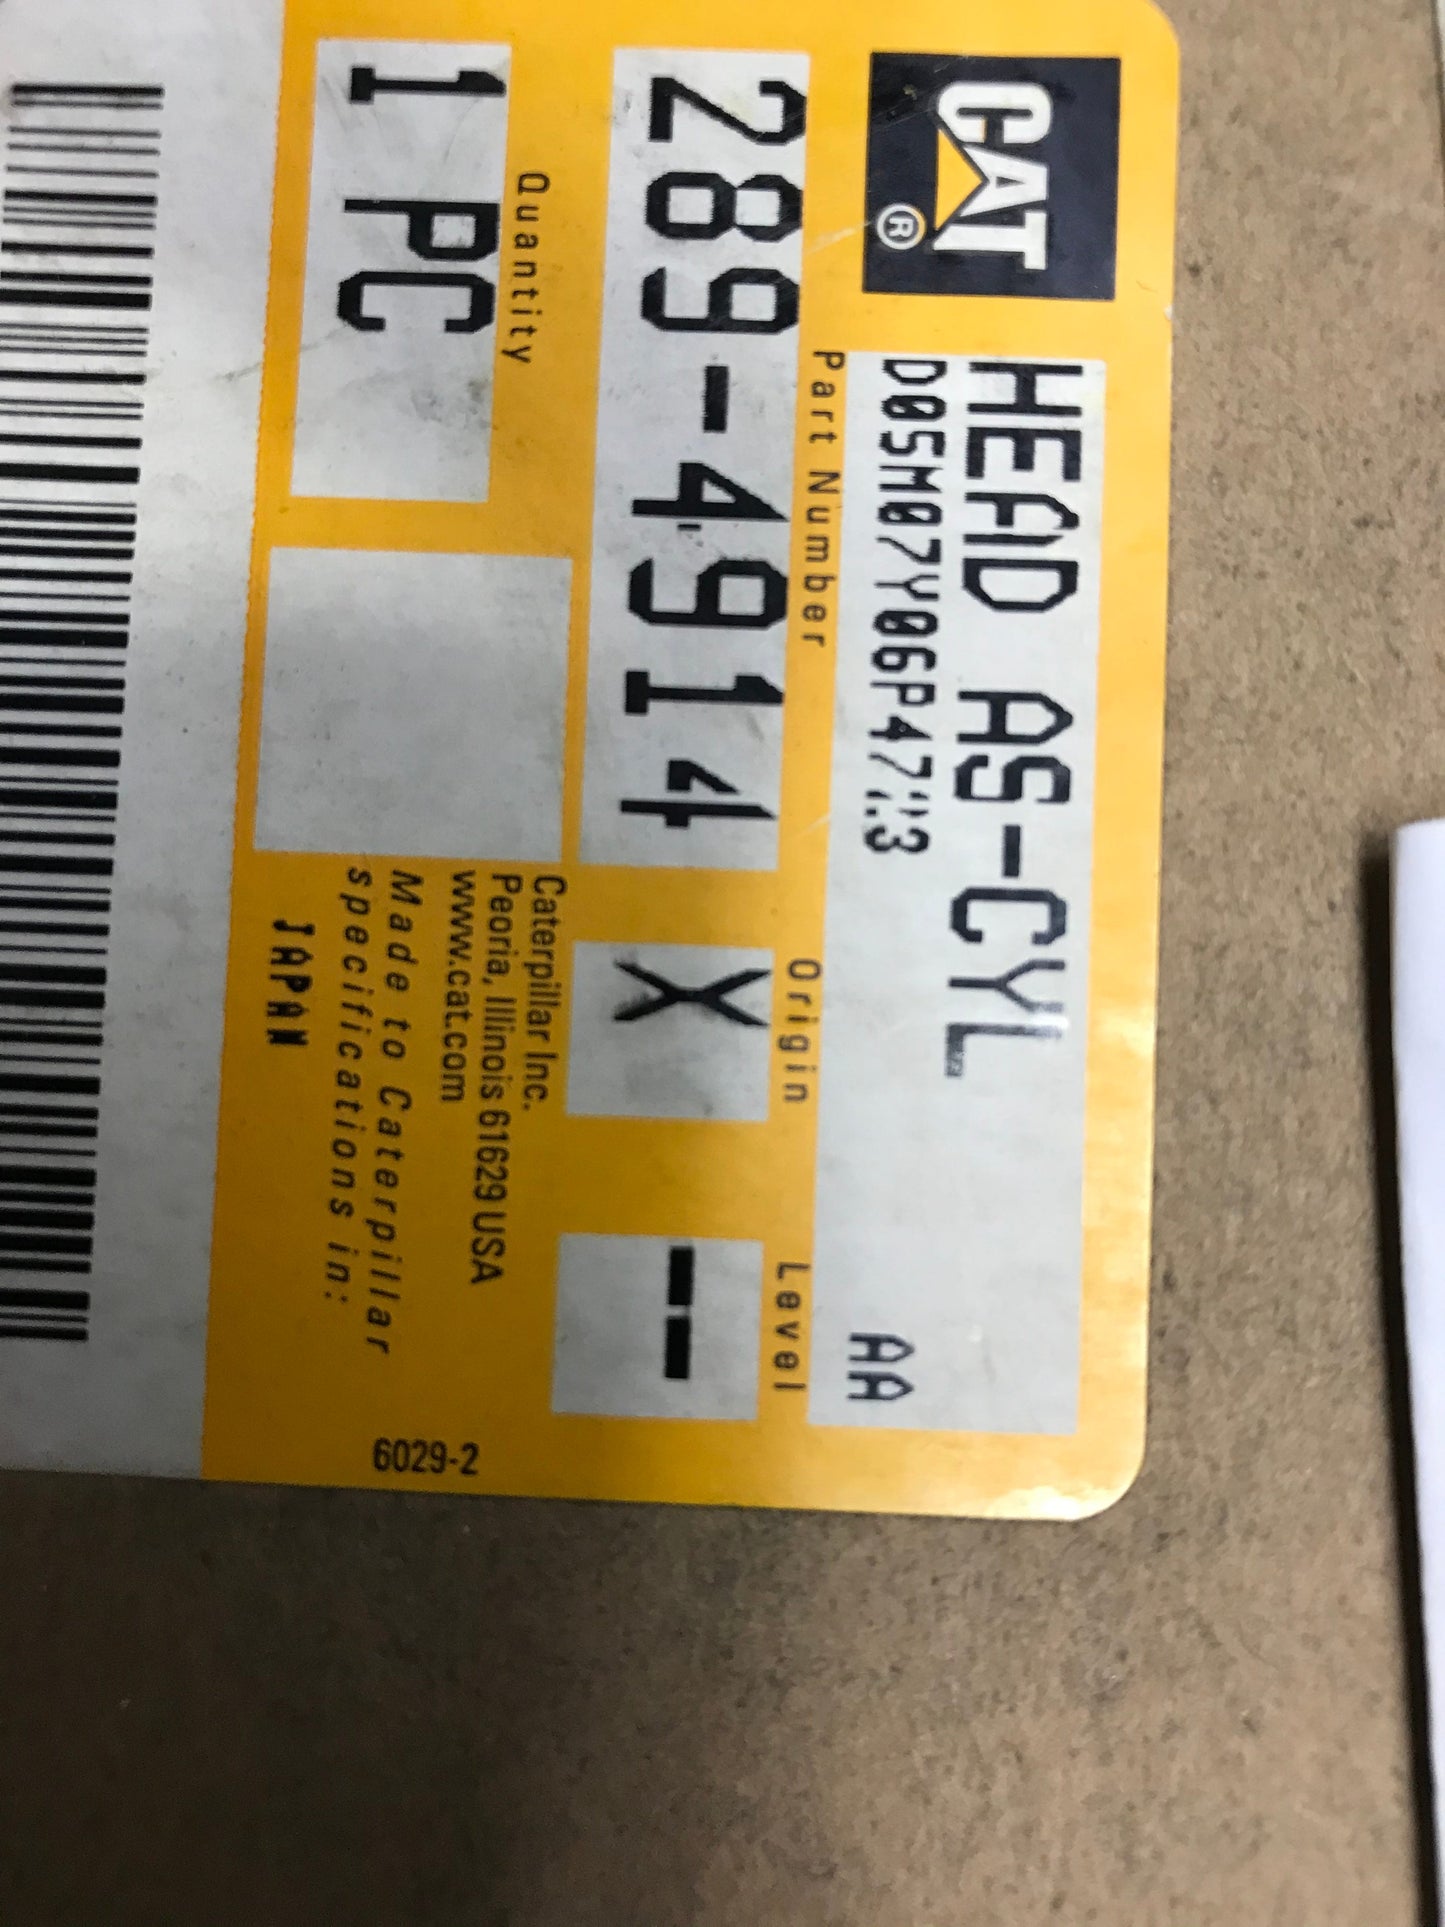 CAT®
HEAD AS-CYL
AA
Part Number
289-4914
Origin
X
Level
--
Quantity
1 PC
Caterpillar Inc.
Peoria, Illinois 61629 USA
www.cat.com
Made to Caterpillar
specifications in:
JAPAN
6029-2